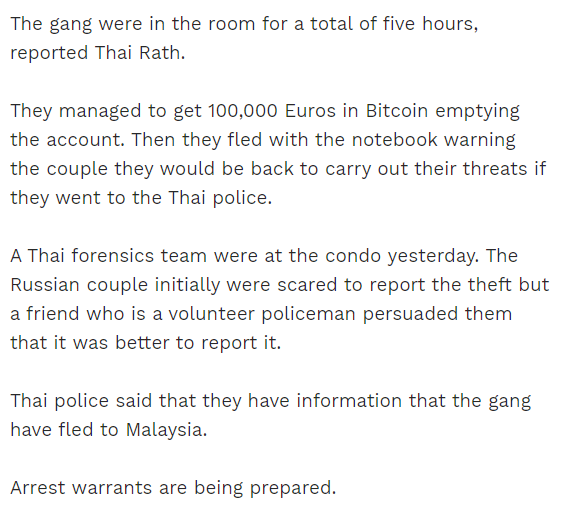 The gang were in the room for a total of five hours,
reported Thai Rath.
They managed to get 100,000 Euros in Bitcoin emptying
the account. Then they fled with the notebook warning
the couple they would be back to carry out their threats if
they went to the Thai police.
A Thai forensics team were at the condo yesterday. The
Russian couple initially were scared to report the theft but
a friend who is a volunteer policeman persuaded them
that it was better to report it.
Thai police said that they have information that the gang
have fled to Malaysia.
Arrest warrants are being prepared.